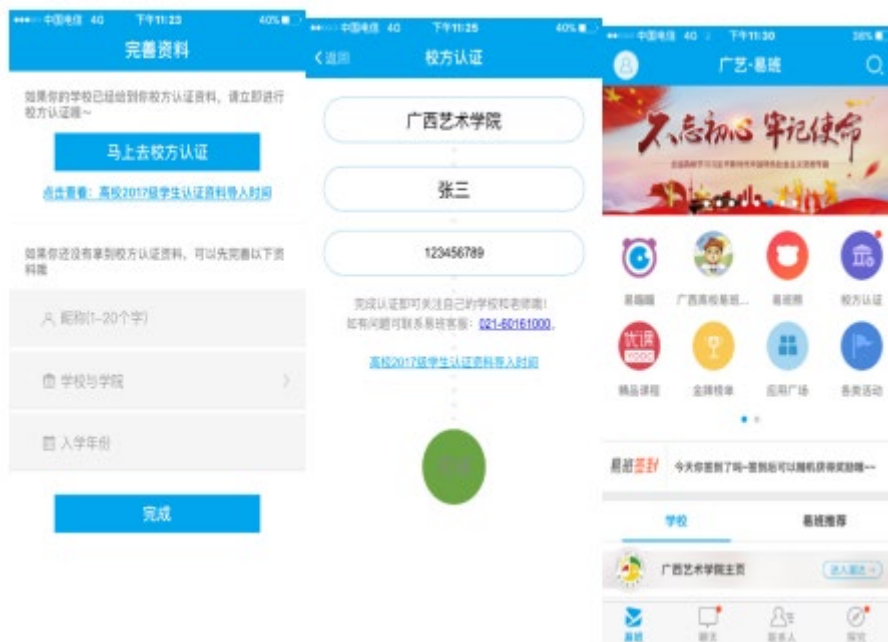 中国电信 4G 下午11:23 40%
完善资料
如果你的学校已经给到你校方认证资料，请立即进行
校方认证哦～
马上去校方认证
点击查看：高校2017级学生认证资料导入时间
如果你还没有拿到校方认证资料，可以先完善以下资
料哦
昵称(1-20个字)
学校与学院
入学年份
完成
中国电信 4G 下午11:25 40%
返回 校方认证
广西艺术学院
张三
123456789
完成认证即可关注自己的学校和老师哦！
如有问题可联系易班客服：021-60161000。
高校2017级学生认证资料导入时间
中国电信 4G 下午11:30 38%
广艺·易班
不忘初心 牢记使命
易瞄瞄 广西高校易班... 易班熊 校方认证
优课
YOOC
精品课程 金牌榜单 应用广场 各类活动
易班签到 今天你签到了吗~签到后可以随机获得奖励哦~~
学校 易班推荐
广西艺术学院主页
易班 聊天 联系人 探究